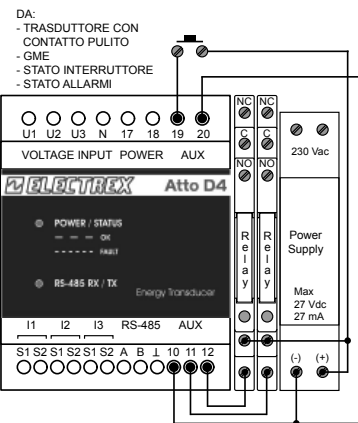 DA:
- TRASDUTTORE CON
CONTATTO PULITO
- GME
- STATO INTERRUTTORE
- STATO ALLARMI
NC NC
U1 U2 U3 N 17 18 19 20
C C
VOLTAGE INPUT POWER AUX
230 Vac
NO NO
ELECTREX Atto D4
POWER / STATUS
OK
FAULT
RS-485 RX / TX
Energy Transducer
Relay
Relay
Power
Supply
Max
27 Vdc
27 mA
I1 I2 I3 RS-485 AUX
S1 S2 S1 S2 S1 S2 A B ⊥ 10 11 12
(-) (+)